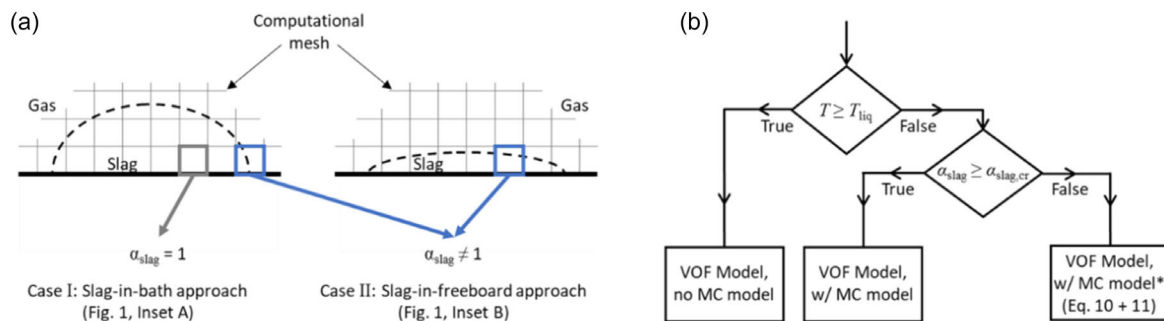 (a)
Computational
mesh
Gas
Slag
Gas
Slag
α_slag = 1
α_slag ≠ 1
Case I: Slag-in-bath approach
(Fig. 1, Inset A)
Case II: Slag-in-freeboard approach
(Fig. 1, Inset B)
(b)
T ≥ T_liq
True
False
α_slag ≥ α_slag,cr
True
False
VOF Model,
no MC model
VOF Model,
w/ MC model
VOF Model,
w/ MC model*
(Eq. 10 + 11)